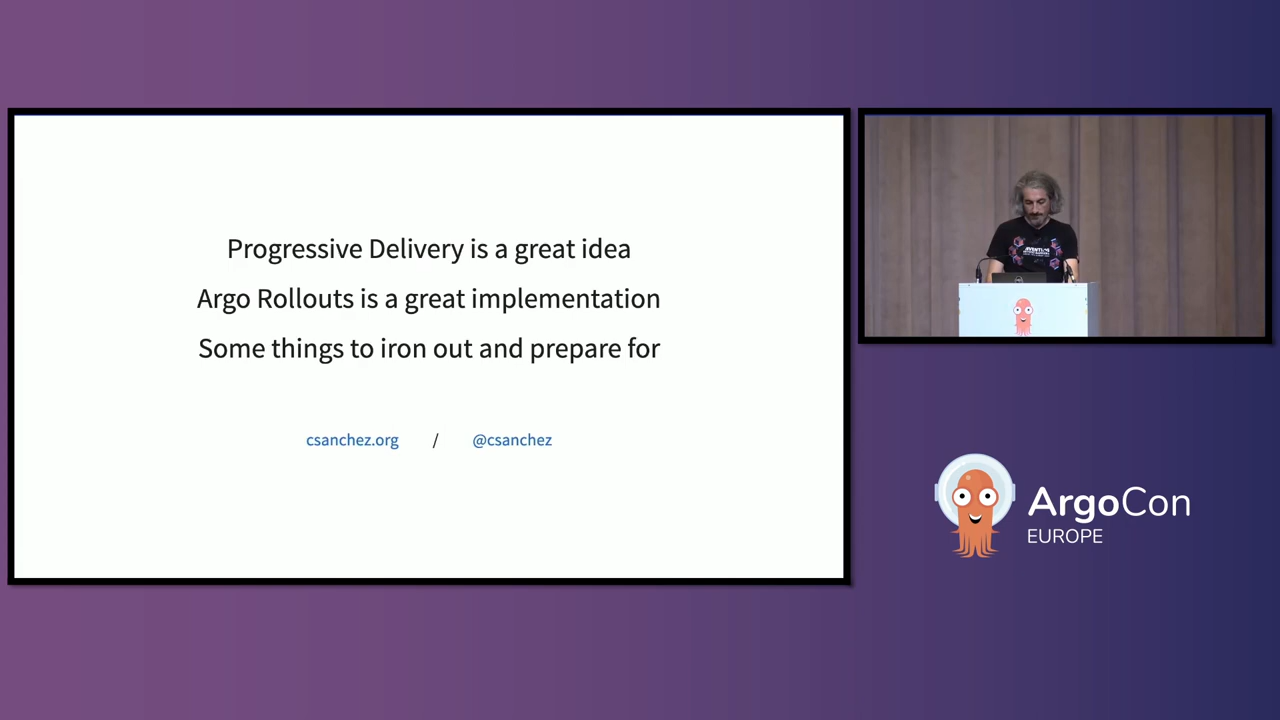 Progressive Delivery is a great idea
Argo Rollouts is a great implementation
Some things to iron out and prepare for
csanchez.org / @csanchez
ArgoCon
EUROPE